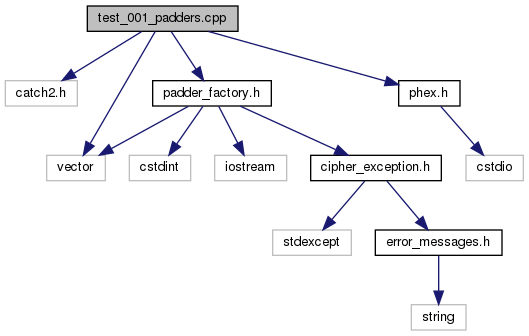 test_001_padders.cpp
catch2.h
padder_factory.h
phex.h
vector
cstdint
iostream
cipher_exception.h
cstdio
stdexcept
error_messages.h
string